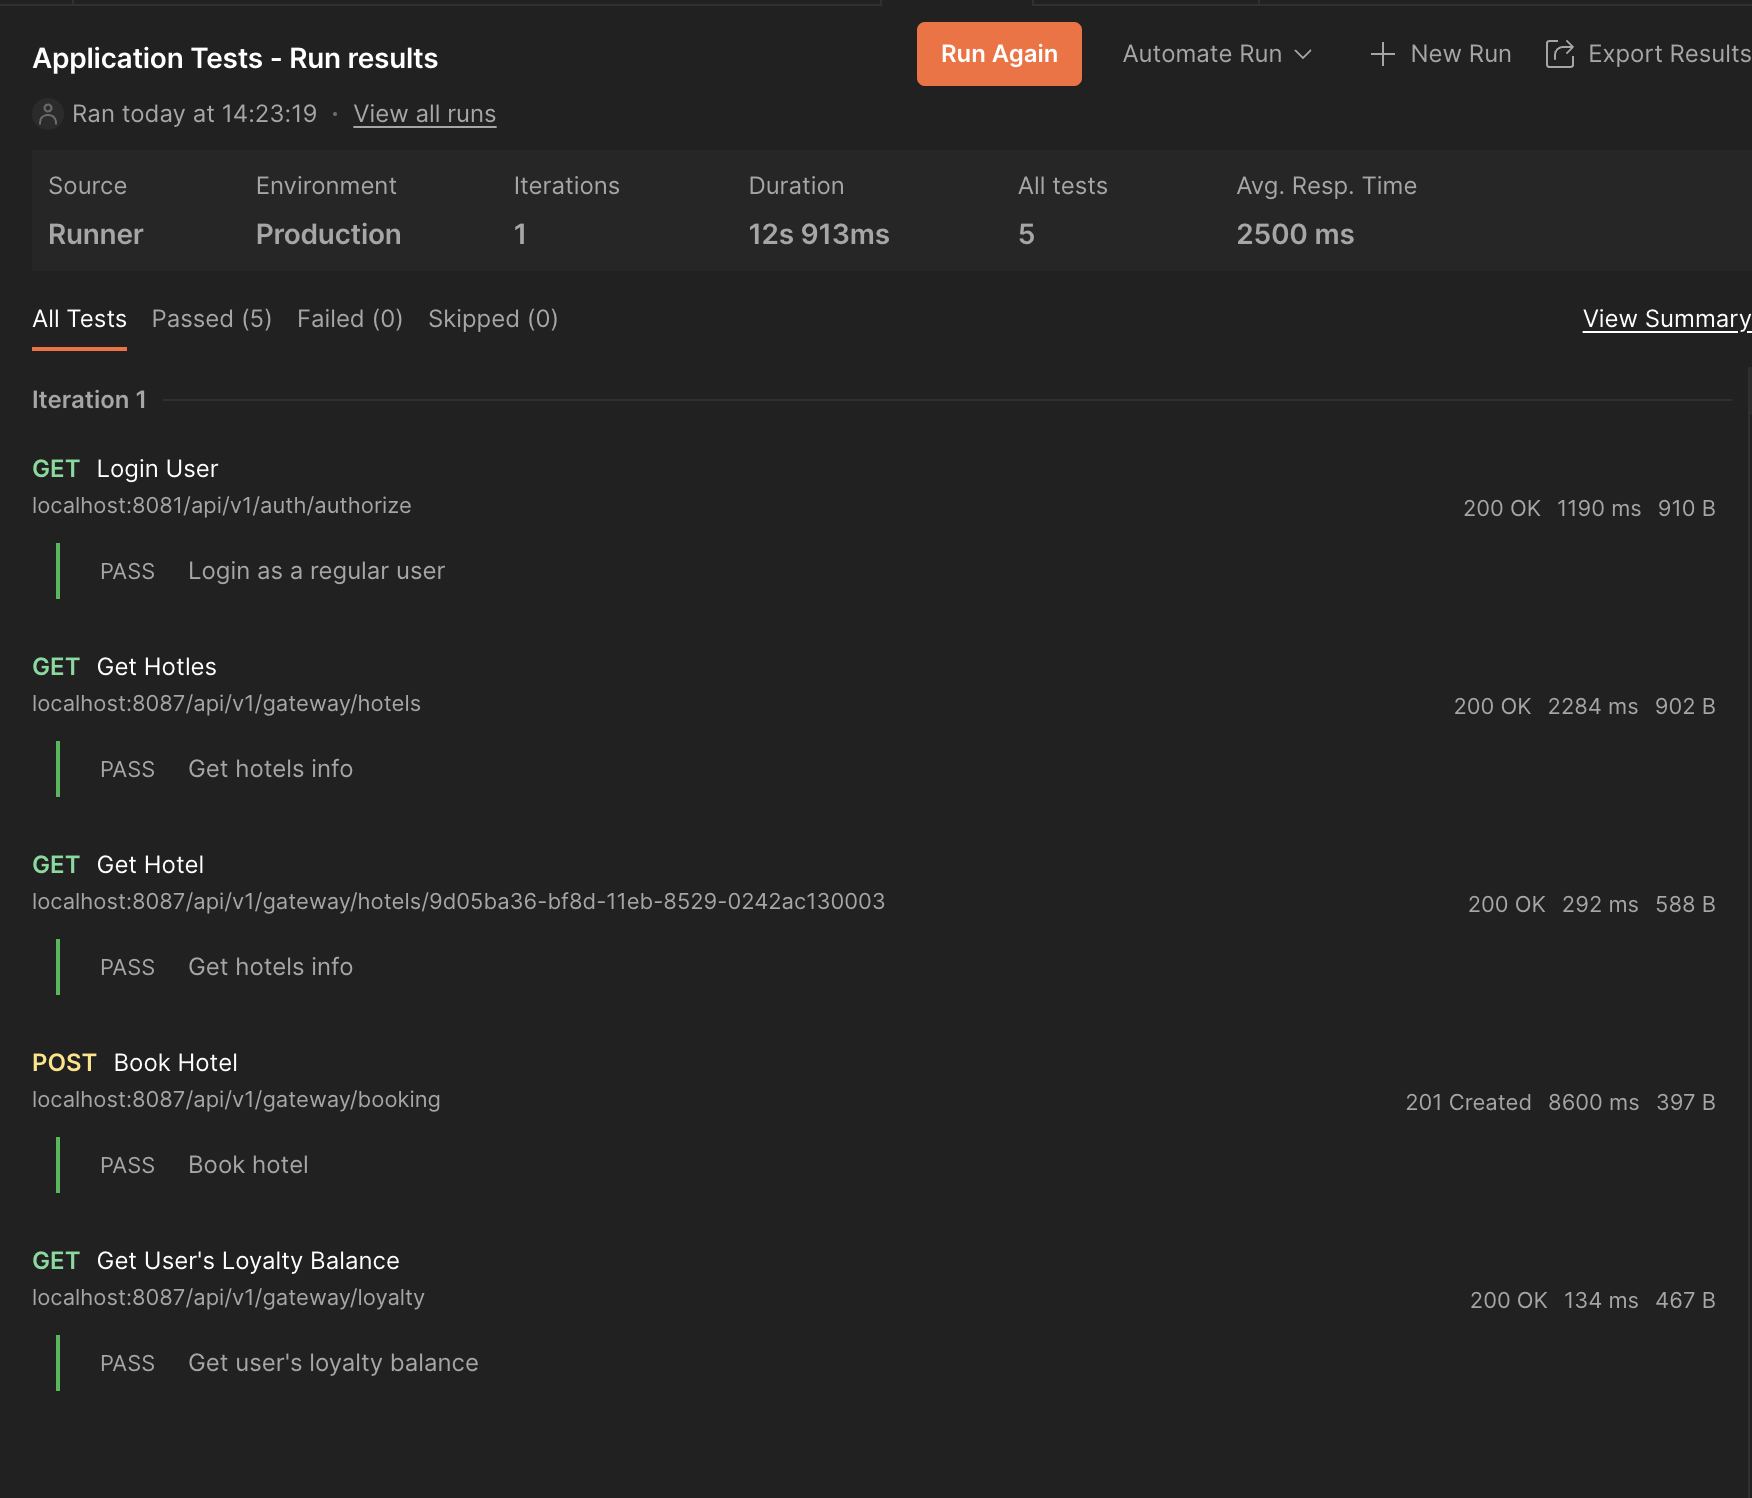 Application Tests - Run results
Run Again Automate Run New Run Export Results
Ran today at 14:23:19 · View all runs
Source Environment Iterations Duration All tests Avg. Resp. Time
Runner Production 1 12s 913ms 5 2500 ms
All Tests Passed (5) Failed (0) Skipped (0) View Summary
Iteration 1
GET Login User
localhost:8081/api/v1/auth/authorize 200 OK 1190 ms 910 B
PASS Login as a regular user
GET Get Hotles
localhost:8087/api/v1/gateway/hotels 200 OK 2284 ms 902 B
PASS Get hotels info
GET Get Hotel
localhost:8087/api/v1/gateway/hotels/9d05ba36-bf8d-11eb-8529-0242ac130003 200 OK 292 ms 588 B
PASS Get hotels info
POST Book Hotel
localhost:8087/api/v1/gateway/booking 201 Created 8600 ms 397 B
PASS Book hotel
GET Get User's Loyalty Balance
localhost:8087/api/v1/gateway/loyalty 200 OK 134 ms 467 B
PASS Get user's loyalty balance